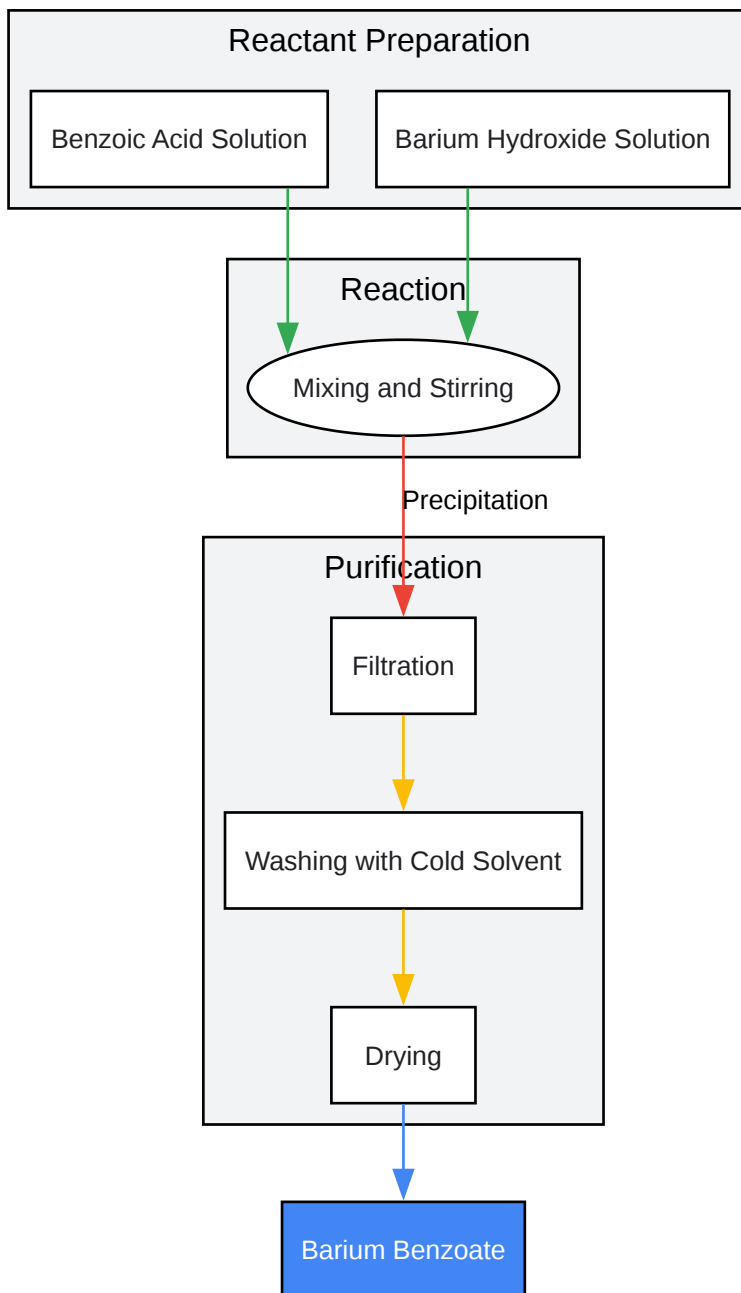 Reactant Preparation
Benzoic Acid Solution
Barium Hydroxide Solution
Reaction
Mixing and Stirring
Precipitation
Purification
Filtration
Washing with Cold Solvent
Drying
Barium Benzoate